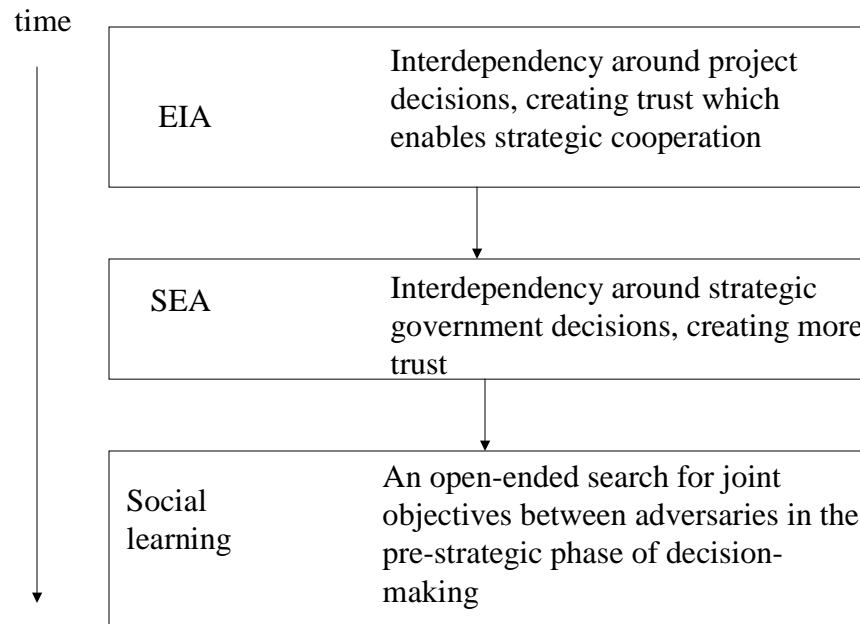 time
EIA
Interdependency around project
decisions, creating trust which
enables strategic cooperation
SEA
Interdependency around strategic
government decisions, creating more
trust
Social
learning
An open-ended search for joint
objectives between adversaries in the
pre-strategic phase of decision-
making